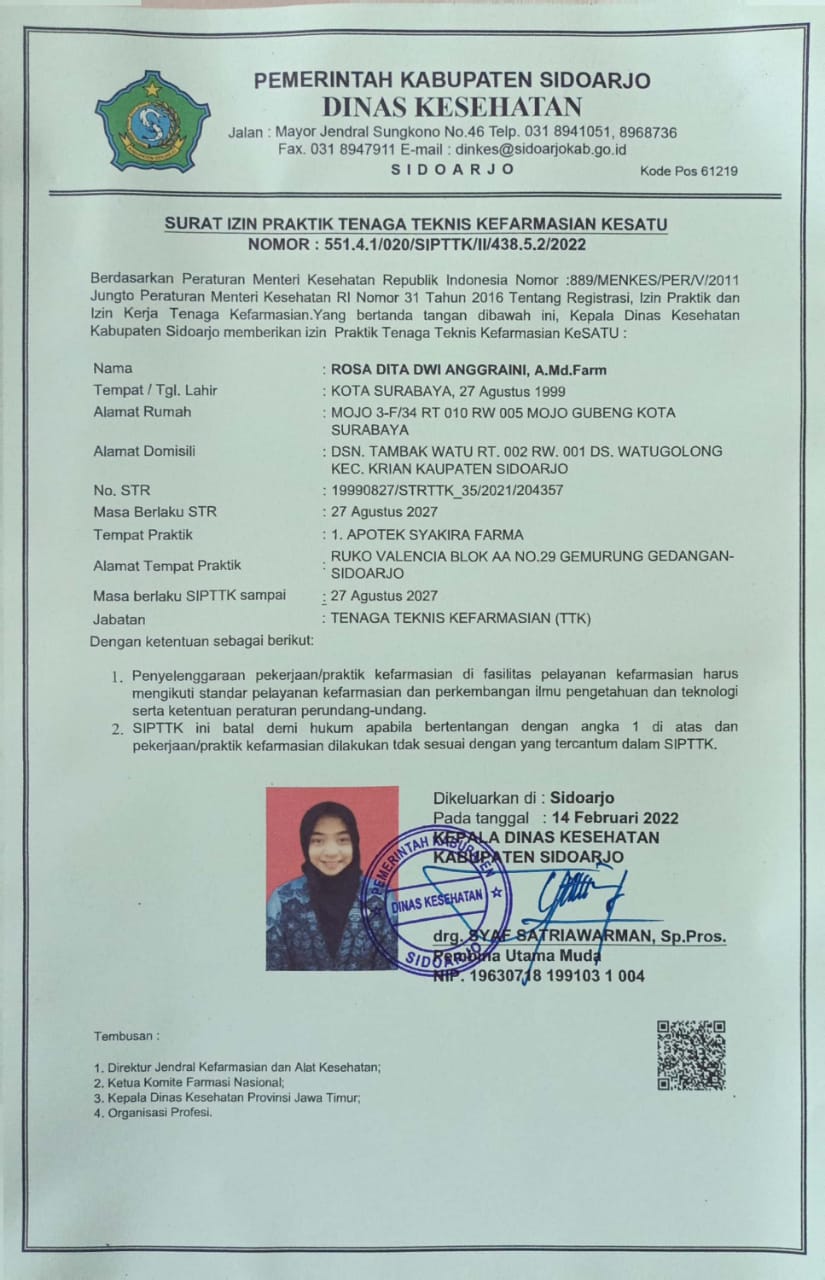 PEMERINTAH KABUPATEN SIDOARJO
DINAS KESEHATAN
Jalan : Mayor Jendral Sungkono No.46 Telp. 031 8941051, 8968736
Fax. 031 8947911 E-mail : dinkes@sidoarjokab.go.id
S I D O A R J O
Kode Pos 61219
SURAT IZIN PRAKTIK TENAGA TEKNIS KEFARMASIAN KESATU
NOMOR : 551.4.1/020/SIPTTK/II/438.5.2/2022
Berdasarkan Peraturan Menteri Kesehatan Republik Indonesia Nomor :889/MENKES/PER/V/2011
Jungto Peraturan Menteri Kesehatan RI Nomor 31 Tahun 2016 Tentang Registrasi, Izin Praktik dan
Izin Kerja Tenaga Kefarmasian.Yang bertanda tangan dibawah ini, Kepala Dinas Kesehatan
Kabupaten Sidoarjo memberikan izin Praktik Tenaga Teknis Kefarmasian KeSATU :
Nama : ROSA DITA DWI ANGGRAINI, A.Md.Farm
Tempat / Tgl. Lahir : KOTA SURABAYA, 27 Agustus 1999
Alamat Rumah : MOJO 3-F/34 RT 010 RW 005 MOJO GUBENG KOTA
SURABAYA
Alamat Domisili : DSN. TAMBAK WATU RT. 002 RW. 001 DS. WATUGOLONG
KEC. KRIAN KAUPATEN SIDOARJO
No. STR : 19990827/STRTTK_35/2021/204357
Masa Berlaku STR : 27 Agustus 2027
Tempat Praktik : 1. APOTEK SYAKIRA FARMA
Alamat Tempat Praktik : RUKO VALENCIA BLOK AA NO.29 GEMURUNG GEDANGAN-
SIDOARJO
Masa berlaku SIPTTK sampai : 27 Agustus 2027
Jabatan : TENAGA TEKNIS KEFARMASIAN (TTK)
Dengan ketentuan sebagai berikut:
1. Penyelenggaraan pekerjaan/praktik kefarmasian di fasilitas pelayanan kefarmasian harus
mengikuti standar pelayanan kefarmasian dan perkembangan ilmu pengetahuan dan teknologi
serta ketentuan peraturan perundang-undang.
2. SIPTTK ini batal demi hukum apabila bertentangan dengan angka 1 di atas dan
pekerjaan/praktik kefarmasian dilakukan tdak sesuai dengan yang tercantum dalam SIPTTK.
Dikeluarkan di : Sidoarjo
Pada tanggal : 14 Februari 2022
KEPALA DINAS KESEHATAN
KABUPATEN SIDOARJO
PEMERINTAH KABUPATEN
DINAS KESEHATAN
SIDOARJO
drg. SYAF SATRIAWARMAN, Sp.Pros.
Pembina Utama Muda
NIP. 19630718 199103 1 004
Tembusan :
1. Direktur Jendral Kefarmasian dan Alat Kesehatan;
2. Ketua Komite Farmasi Nasional;
3. Kepala Dinas Kesehatan Provinsi Jawa Timur;
4. Organisasi Profesi.